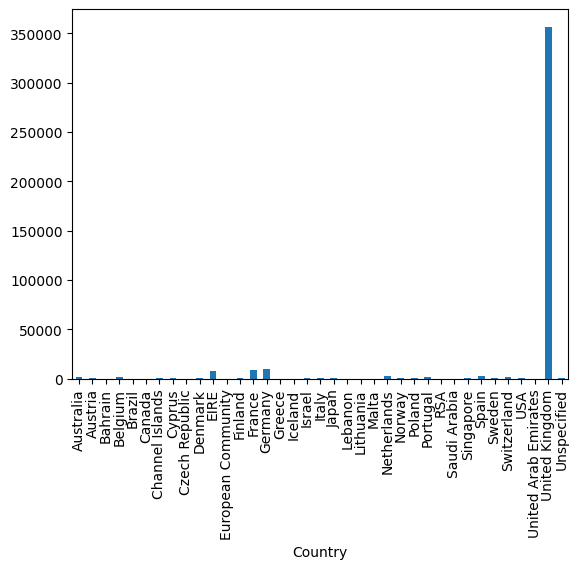 350000
300000
250000
200000
150000
100000
50000
0
Australia
Austria
Bahrain
Belgium
Brazil
Canada
Channel Islands
Cyprus
Czech Republic
Denmark
EIRE
European Community
Finland
France
Germany
Greece
Iceland
Israel
Italy
Japan
Lebanon
Lithuania
Malta
Netherlands
Norway
Poland
Portugal
RSA
Saudi Arabia
Singapore
Spain
Sweden
Switzerland
USA
United Arab Emirates
United Kingdom
Unspecified
Country